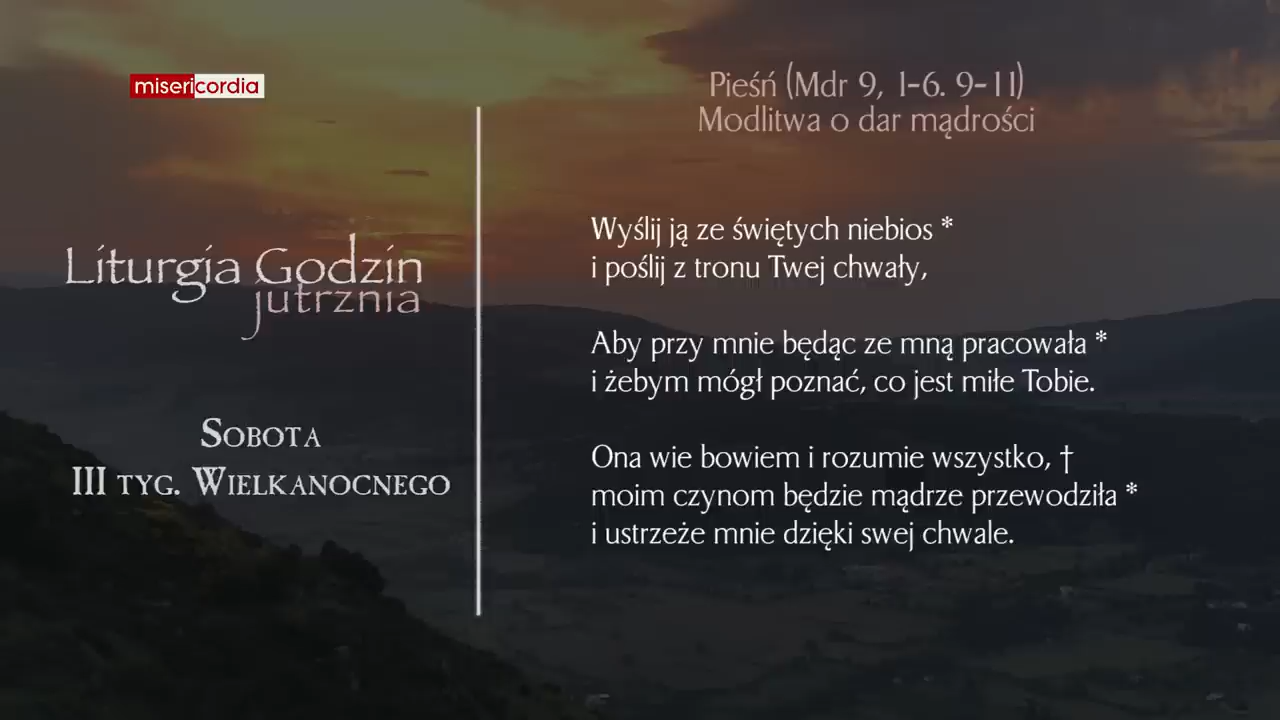 misericordia
Liturgia Godzin
jutrznia
Sobota
III tyg. Wielkanocnego
Pieśń (Mdr 9, 1-6. 9-11)
Modlitwa o dar mądrości
Wyślij ją ze świętych niebios *
i poślij z tronu Twej chwały,
Aby przy mnie będąc ze mną pracowała *
i żebym mógł poznać, co jest miłe Tobie.
Ona wie bowiem i rozumie wszystko, †
moim czynom będzie mądrze przewodziła *
i ustrzeże mnie dzięki swej chwale.